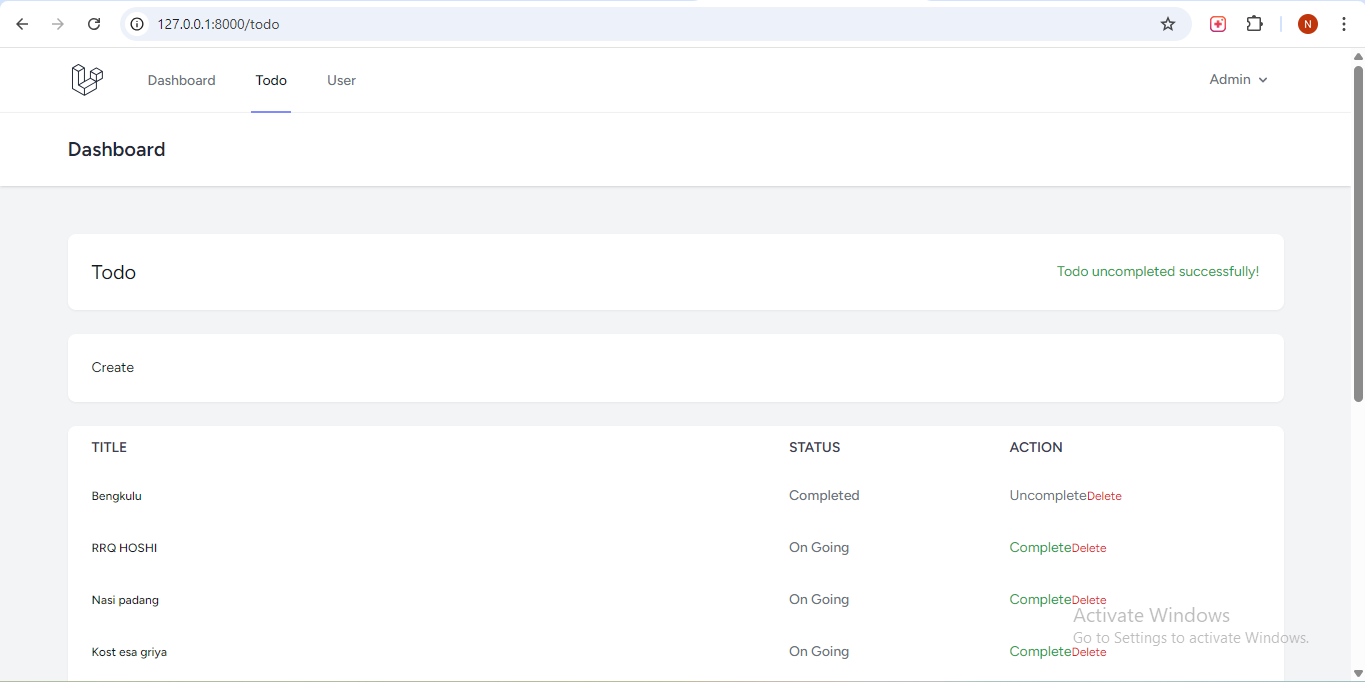 127.0.0.1:8000/todo
N
Dashboard Todo User Admin
Dashboard
Todo Todo uncompleted successfully!
Create
TITLE STATUS ACTION
Bengkulu Completed UncompleteDelete
RRQ HOSHI On Going CompleteDelete
Nasi padang On Going CompleteDelete
Activate Windows
Go to Settings to activate Windows.
Kost esa griya On Going CompleteDelete